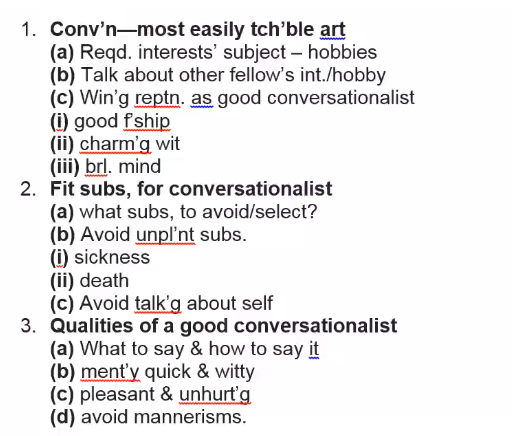 1. Conv’n—most easily tch’ble art
(a) Reqd. interests’ subject – hobbies
(b) Talk about other fellow’s int./hobby
(c) Win’g reptn. as good conversationalist
(i) good f’ship
(ii) charm’g wit
(iii) brl. mind
2. Fit subs, for conversationalist
(a) what subs, to avoid/select?
(b) Avoid unpl’nt subs.
(i) sickness
(ii) death
(c) Avoid talk’g about self
3. Qualities of a good conversationalist
(a) What to say & how to say it
(b) ment’y quick & witty
(c) pleasant & unhurt’g
(d) avoid mannerisms.